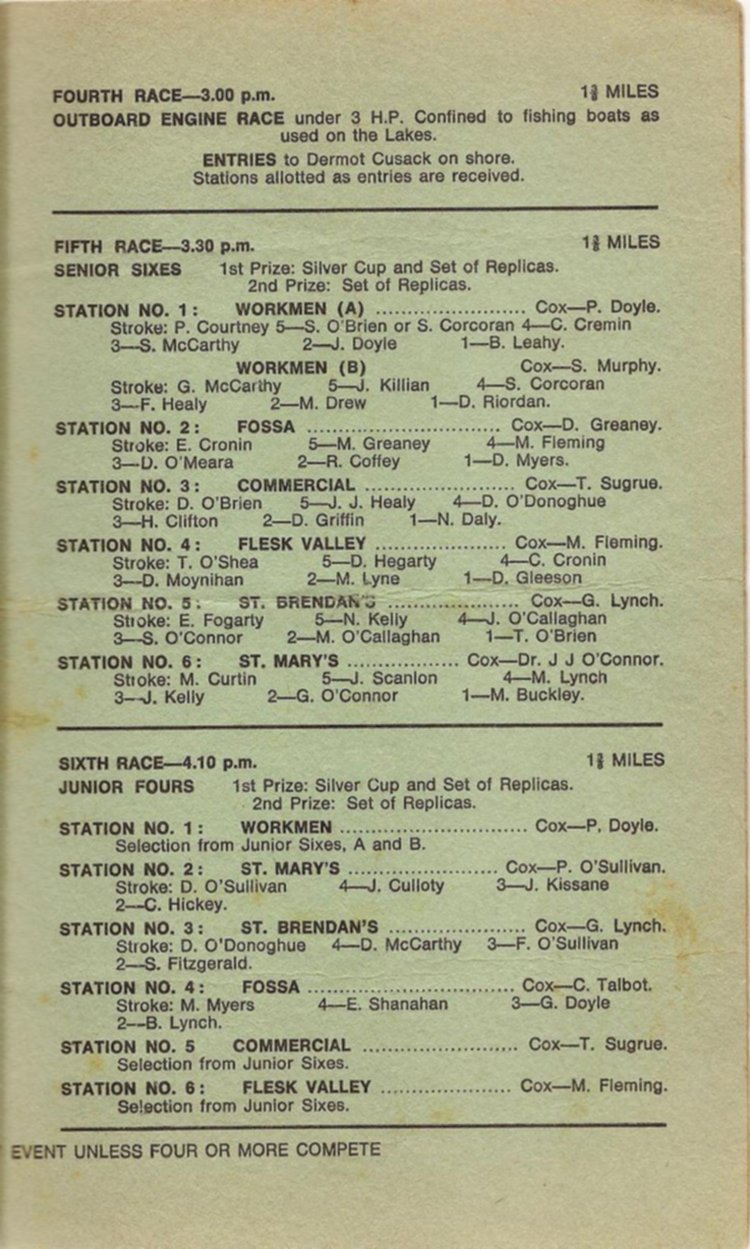 FOURTH RACE—3.00 p.m. 1¾ MILES
OUTBOARD ENGINE RACE under 3 H.P. Confined to fishing boats as
used on the Lakes.
ENTRIES to Dermot Cusack on shore.
Stations allotted as entries are received.
FIFTH RACE—3.30 p.m. 1¾ MILES
SENIOR SIXES 1st Prize: Silver Cup and Set of Replicas.
2nd Prize: Set of Replicas.
STATION NO. 1: WORKMEN (A) ........................ Cox—P. Doyle.
Stroke: P. Courtney 5—S. O'Brien or S. Corcoran 4—C. Cremin
3—S. McCarthy 2—J. Doyle 1—B. Leahy.
WORKMEN (B) Cox—S. Murphy.
Stroke: G. McCarthy 5—J. Killian 4—S. Corcoran
3—F. Healy 2—M. Drew 1—D. Riordan.
STATION NO. 2: FOSSA .............................. Cox—D. Greaney.
Stroke: E. Cronin 5—M. Greaney 4—M. Fleming
3—D. O'Meara 2—R. Coffey 1—D. Myers.
STATION NO. 3: COMMERCIAL ........................ Cox—T. Sugrue.
Stroke: D. O'Brien 5—J. J. Healy 4—D. O'Donoghue
3—H. Clifton 2—D. Griffin 1—N. Daly.
STATION NO. 4: FLESK VALLEY ..................... Cox—M. Fleming.
Stroke: T. O'Shea 5—D. Hegarty 4—C. Cronin
3—D. Moynihan 2—M. Lyne 1—D. Gleeson
STATION NO. 5: ST. BRENDAN'S ..................... Cox—G. Lynch.
Stroke: E. Fogarty 5—N. Kelly 4—J. O'Callaghan
3—S. O'Connor 2—M. O'Callaghan 1—T. O'Brien
STATION NO. 6: ST. MARY'S .................. Cox—Dr. J J O'Connor.
Stroke: M. Curtin 5—J. Scanlon 4—M. Lynch
3—J. Kelly 2—G. O'Connor 1—M. Buckley.
SIXTH RACE—4.10 p.m. 1¾ MILES
JUNIOR FOURS 1st Prize: Silver Cup and Set of Replicas.
2nd Prize: Set of Replicas.
STATION NO. 1: WORKMEN .............................. Cox—P. Doyle.
Selection from Junior Sixes, A and B.
STATION NO. 2: ST. MARY'S ........................ Cox—P. O'Sullivan.
Stroke: D. O'Sullivan 4—J. Culloty 3—J. Kissane
2—C. Hickey.
STATION NO. 3: ST. BRENDAN'S ...................... Cox—G. Lynch.
Stroke: D. O'Donoghue 4—D. McCarthy 3—F. O'Sullivan
2—S. Fitzgerald.
STATION NO. 4: FOSSA ................................. Cox—C. Talbot.
Stroke: M. Myers 4—E. Shanahan 3—G. Doyle
2—B. Lynch.
STATION NO. 5 COMMERCIAL ......................... Cox—T. Sugrue.
Selection from Junior Sixes.
STATION NO. 6: FLESK VALLEY ..................... Cox—M. Fleming.
Selection from Junior Sixes.
EVENT UNLESS FOUR OR MORE COMPETE